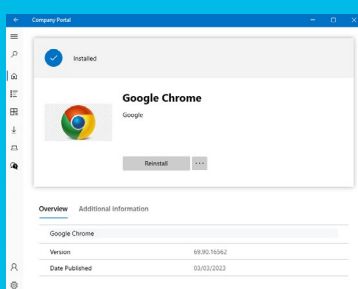 Company Portal
Installed
Google Chrome
Google
Reinstall
Overview Additional information
Google Chrome
Version 69.90.16562
Date Published 03/03/2023